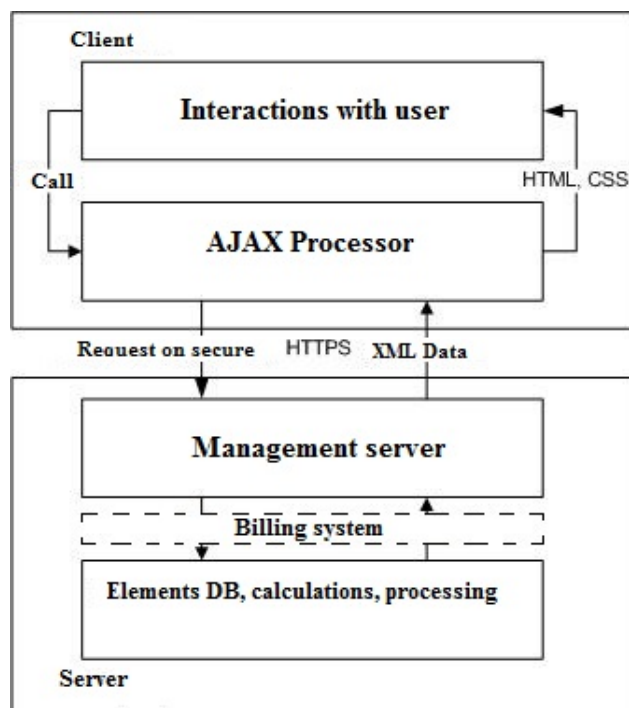 Client
Interactions with user
Call
HTML, CSS
AJAX Processor
Request on secure HTTPS XML Data
Management server
Billing system
Elements DB, calculations, processing
Server